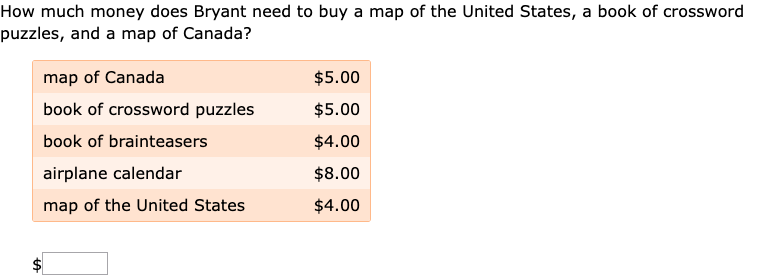 How much money does Bryant need to buy a map of the United States, a book of crossword
puzzles, and a map of Canada?
map of Canada $5.00
book of crossword puzzles $5.00
book of brainteasers $4.00
airplane calendar $8.00
map of the United States $4.00
$